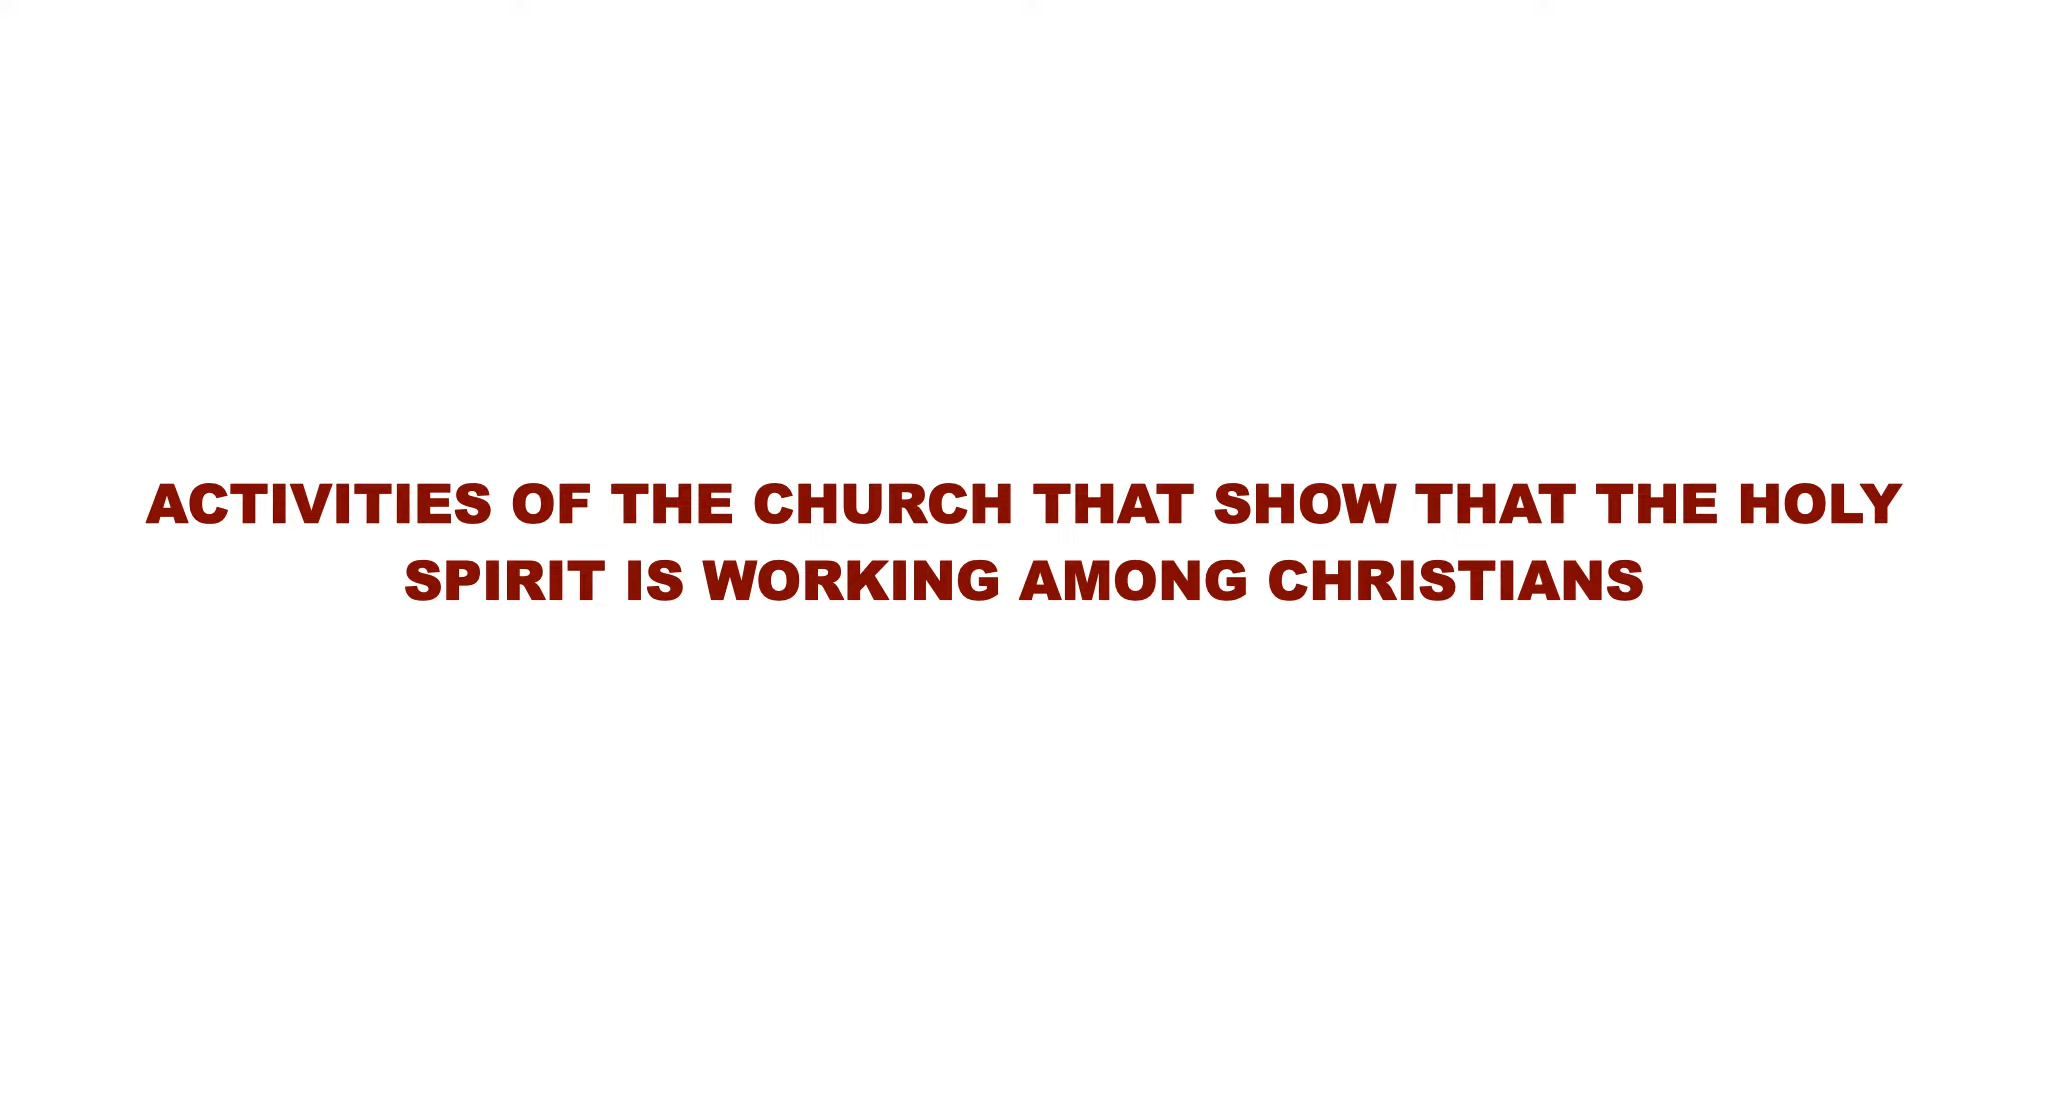 ACTIVITIES OF THE CHURCH THAT SHOW THAT THE HOLY
SPIRIT IS WORKING AMONG CHRISTIANS